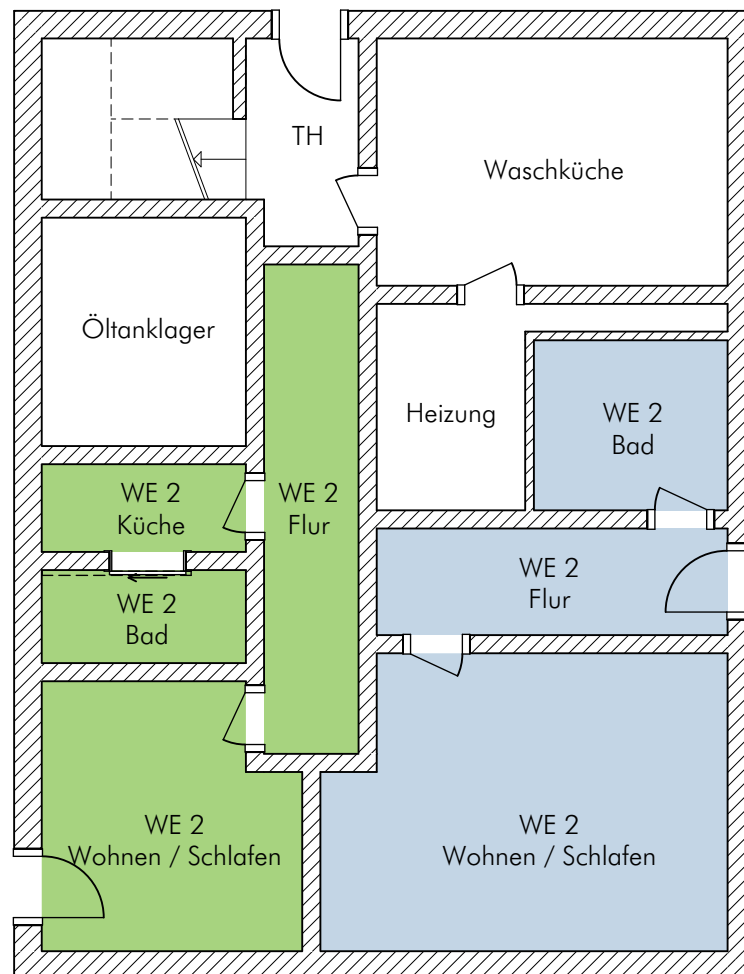 TH
Waschküche
Öltanklager
Heizung
WE 2
Bad
WE 2
Küche
WE 2
Flur
WE 2
Flur
WE 2
Bad
WE 2
Wohnen / Schlafen
WE 2
Wohnen / Schlafen